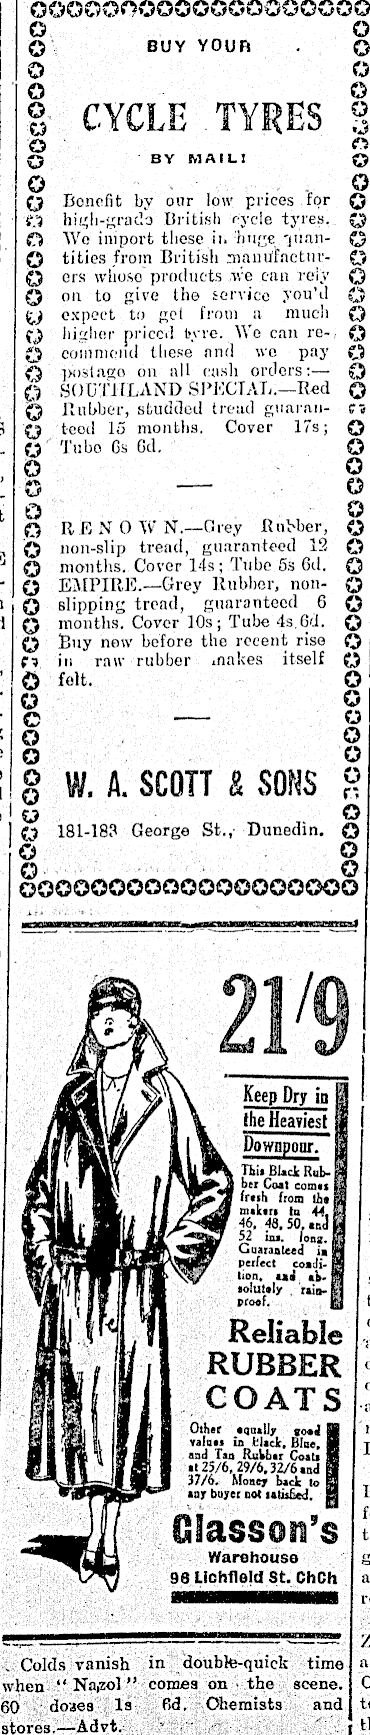 BUY YOUR
CYCLE TYRES
BY MAIL!
Benefit by our low prices for
high-grade British cycle tyres.
We import these in huge quan-
tities from British manufactur-
ers whose products we can rely
on to give the service you'd
expect to get from a much
higher priced tyre. We can re-
commend these and we pay
postage on all cash orders:—
SOUTHLAND SPECIAL.—Red
Rubber, studded tread guaran-
teed 15 months. Cover 17s;
Tube 6s 6d.
RENOWN.—Grey Rubber,
non-slip tread, guaranteed 12
months. Cover 14s; Tube 5s 6d.
EMPIRE.—Grey Rubber, non-
slipping tread, guaranteed 6
months. Cover 10s; Tube 4s 6d.
Buy now before the recent rise
in raw rubber makes itself
felt.
W. A. SCOTT & SONS
181-183 George St., Dunedin.
21/9
Keep Dry in
the Heaviest
Downpour.
This Black Rub-
ber Coat comes
fresh from the
makers in 44,
46, 48, 50, and
52 ins. long.
Guaranteed in
perfect condi-
tion, and ab-
solutely rain-
proof.
Reliable
RUBBER
COATS
Other equally good
values in Black, Blue,
and Tan Rubber Coats
at 25/6, 29/6, 32/6 and
37/6. Money back to
any buyer not satisfied.
Glasson's
Warehouse
96 Lichfield St. ChCh
Colds vanish in double-quick time
when "Nazol" comes on the scene.
60 doses 1s 6d. Chemists and
stores.—Advt.